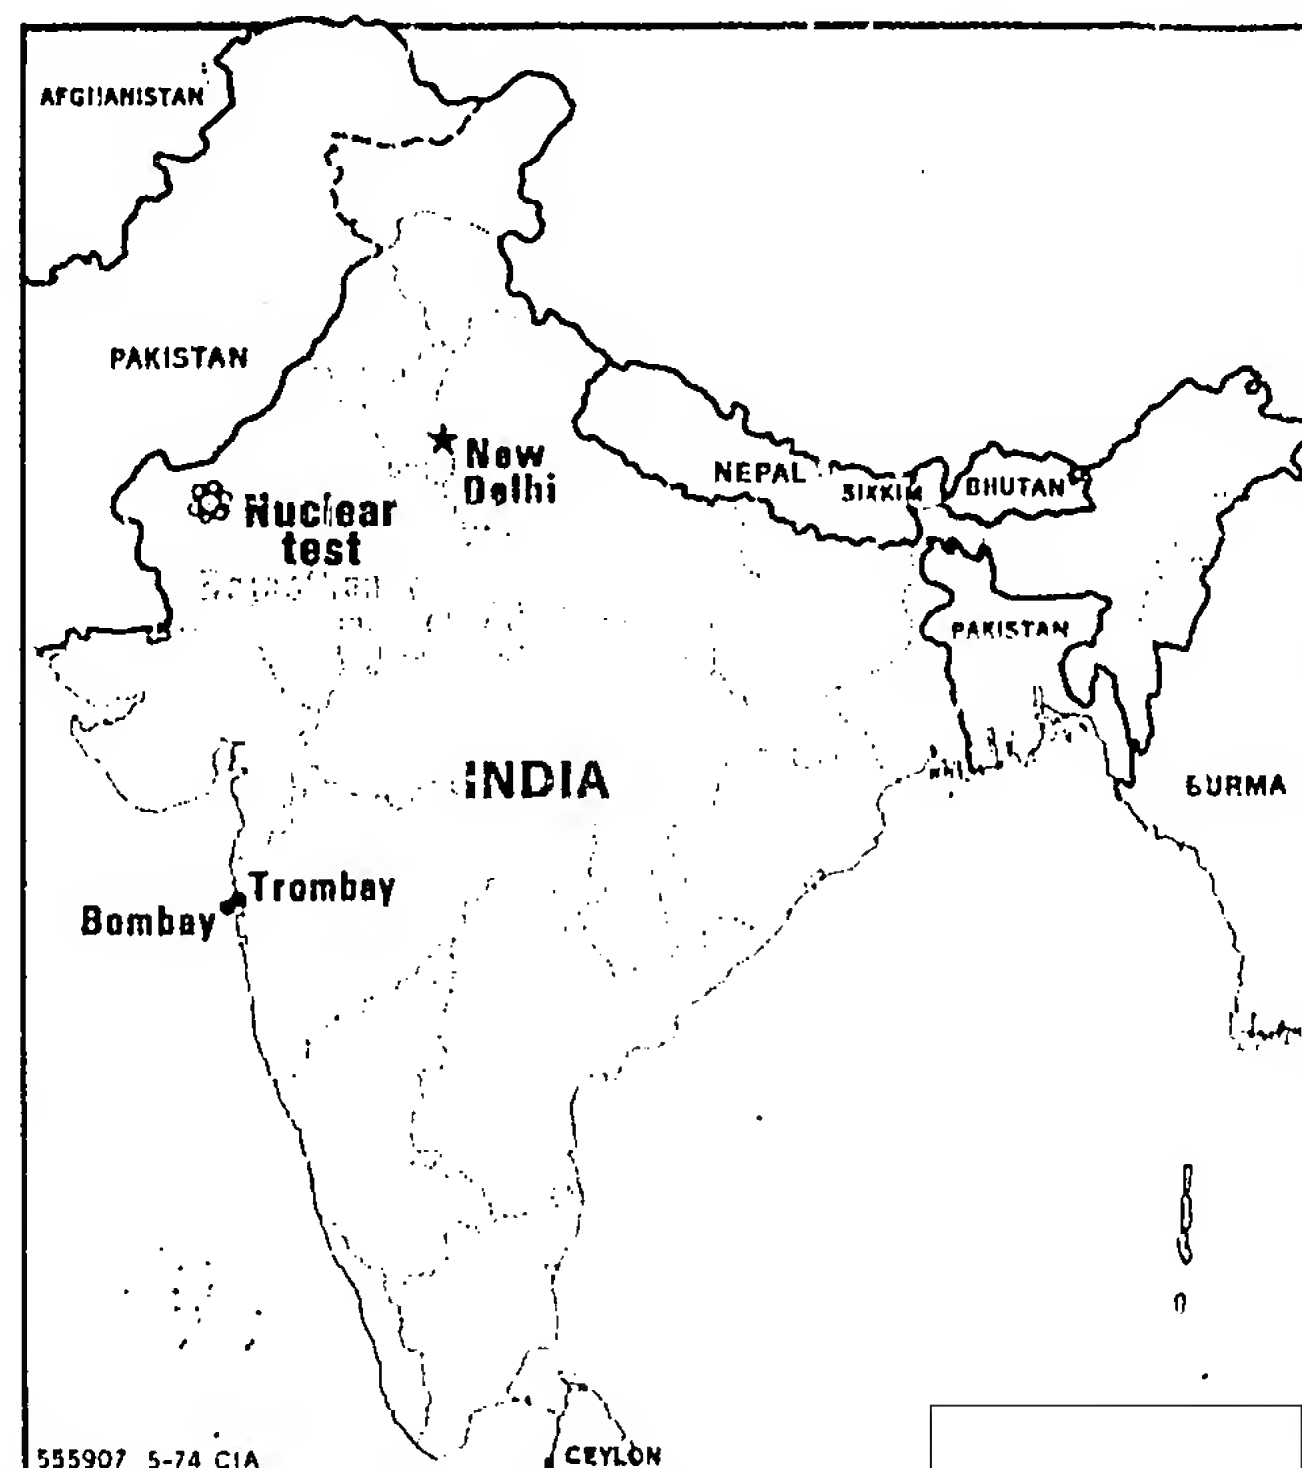 AFGHANISTAN
PAKISTAN
New
Delhi
NEPAL
SIKKIM
BHUTAN
Nuclear
test
Rajasthan
PAKISTAN
INDIA
BURMA
Trombay
Bombay
555907 5-74 CIA
CEYLON